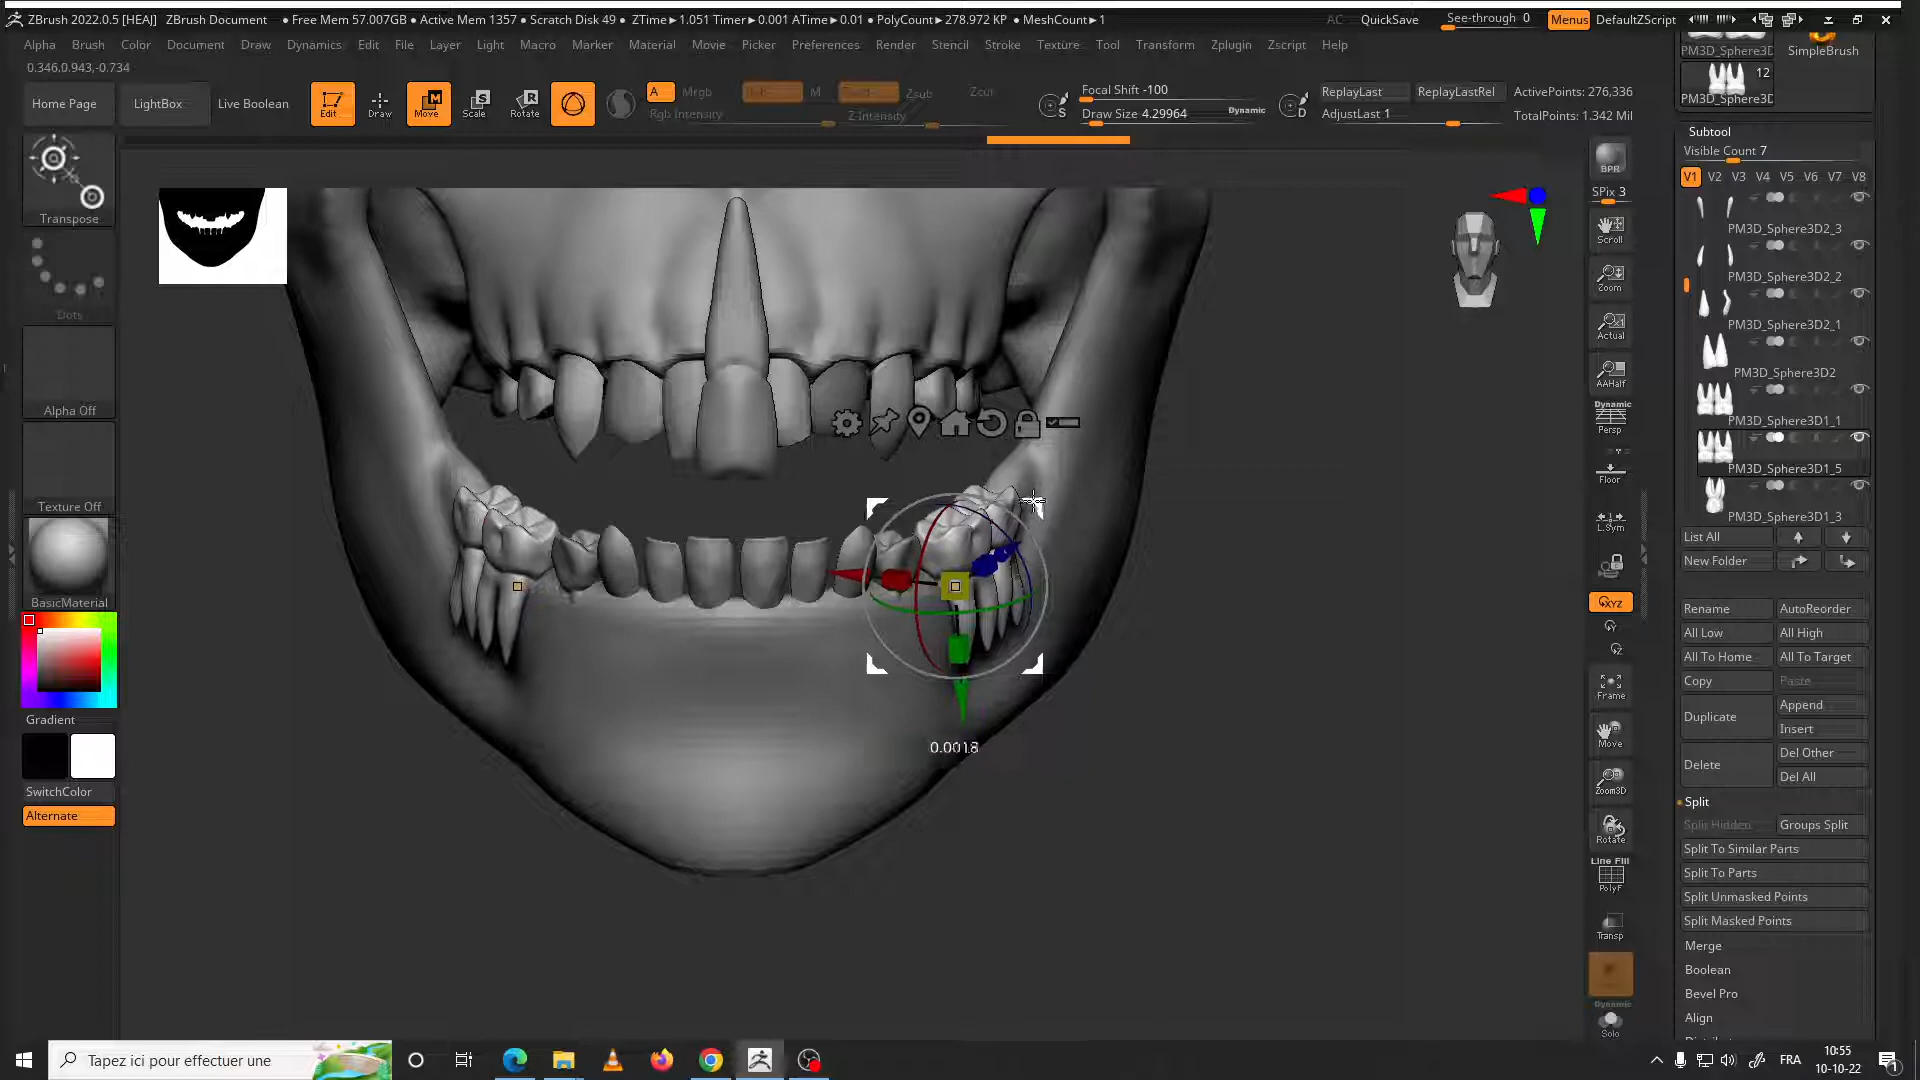 ZBrush 2022.0.5 [HEAJ] ZBrush Document • Free Mem 57.007GB • Active Mem 1357 • Scratch Disk 49 • ZTime►1.051 Timer►0.001 ATime►0.01 • PolyCount►278.972 KP • MeshCount►1 AC QuickSave See-through 0 Menus DefaultZScript
Alpha Brush Color Document Draw Dynamics Edit File Layer Light Macro Marker Material Movie Picker Preferences Render Stencil Stroke Texture Tool Transform Zplugin Zscript Help
0.346,0.943,-0.734
Home Page LightBox Live Boolean Edit Draw Move Scale Rotate
A Mrgb M Zsub Zcut
Rgb Intensity Z-Intensity
Focal Shift -100
Draw Size 4.29964 Dynamic
S D
ReplayLast ReplayLastRel
AdjustLast 1
ActivePoints: 276,336
TotalPoints: 1.342 Mil
Transpose
Dots
Alpha Off
Texture Off
BasicMaterial
Gradient
SwitchColor
Alternate
0.0018
BPR
SPix 3
Scroll
Zoom
Actual
AAHalf
Dynamic
Persp
Floor
L.Sym
XYZ
Frame
Move
Zoom3D
Rotate
Line Fill
PolyF
Transp
Dynamic
Solo
PM3D_Sphere3D
SimpleBrush
12
PM3D_Sphere3D
Subtool
Visible Count 7
V1 V2 V3 V4 V5 V6 V7 V8
PM3D_Sphere3D2_3
PM3D_Sphere3D2_2
PM3D_Sphere3D2_1
PM3D_Sphere3D2
PM3D_Sphere3D1_1
PM3D_Sphere3D1_5
PM3D_Sphere3D1_3
List All
New Folder
Rename AutoReorder
All Low All High
All To Home All To Target
Copy Paste
Duplicate Append
Insert
Delete Del Other
Del All
Split
Split Hidden Groups Split
Split To Similar Parts
Split To Parts
Split Unmasked Points
Split Masked Points
Merge
Boolean
Bevel Pro
Align
Tapez ici pour effectuer une
FRA
10:55
10-10-22
1